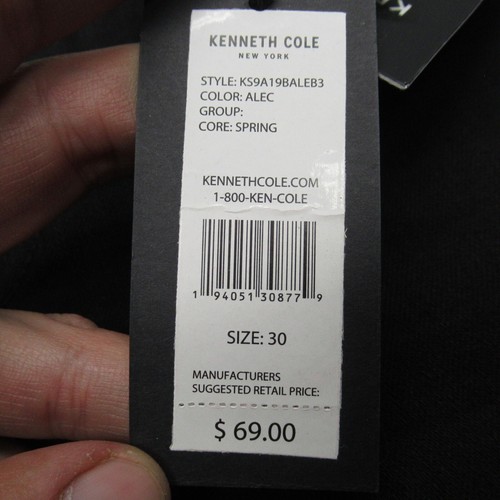 KENNETH COLE
NEW YORK
STYLE: KS9A19BALEB3
COLOR: ALEC
GROUP:
CORE: SPRING
KENNETHCOLE.COM
1-800-KEN-COLE
1 94051 30877 9
SIZE: 30
MANUFACTURERS
SUGGESTED RETAIL PRICE:
$ 69.00